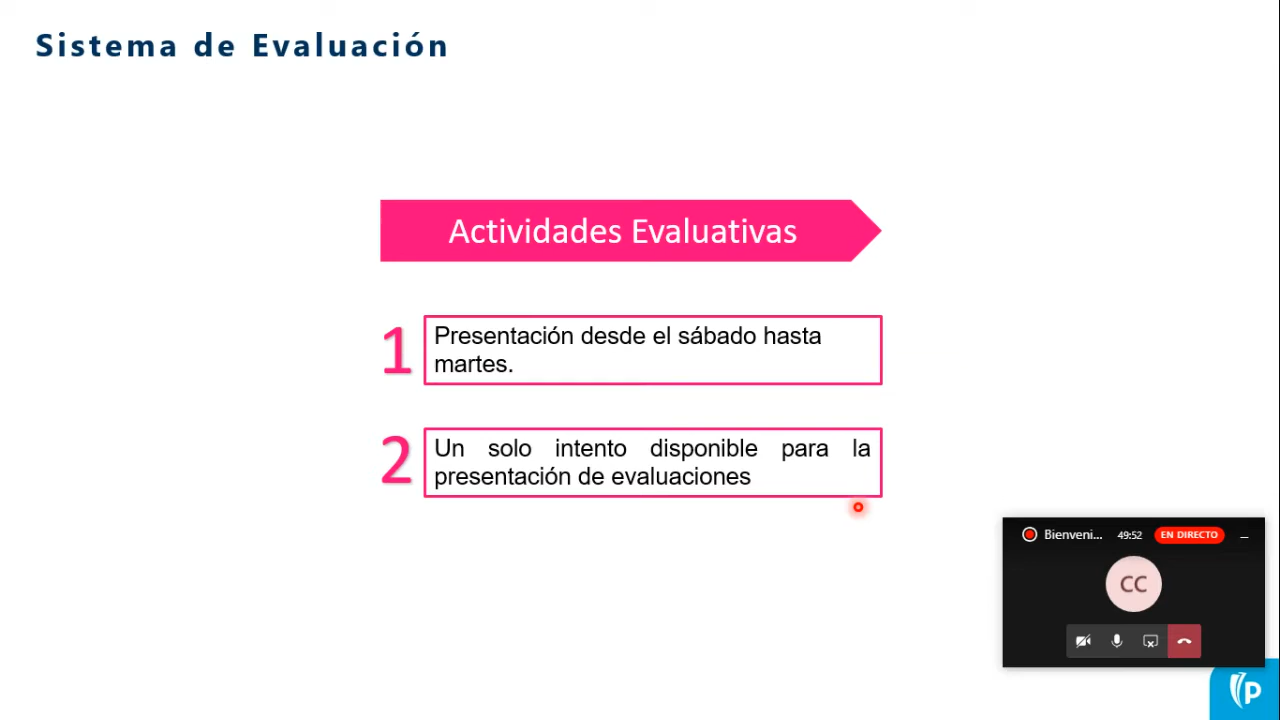 Sistema de Evaluación
Actividades Evaluativas
1
Presentación desde el sábado hasta
martes.
2
Un solo intento disponible para la
presentación de evaluaciones
Bienveni... 49:52 EN DIRECTO
CC
P